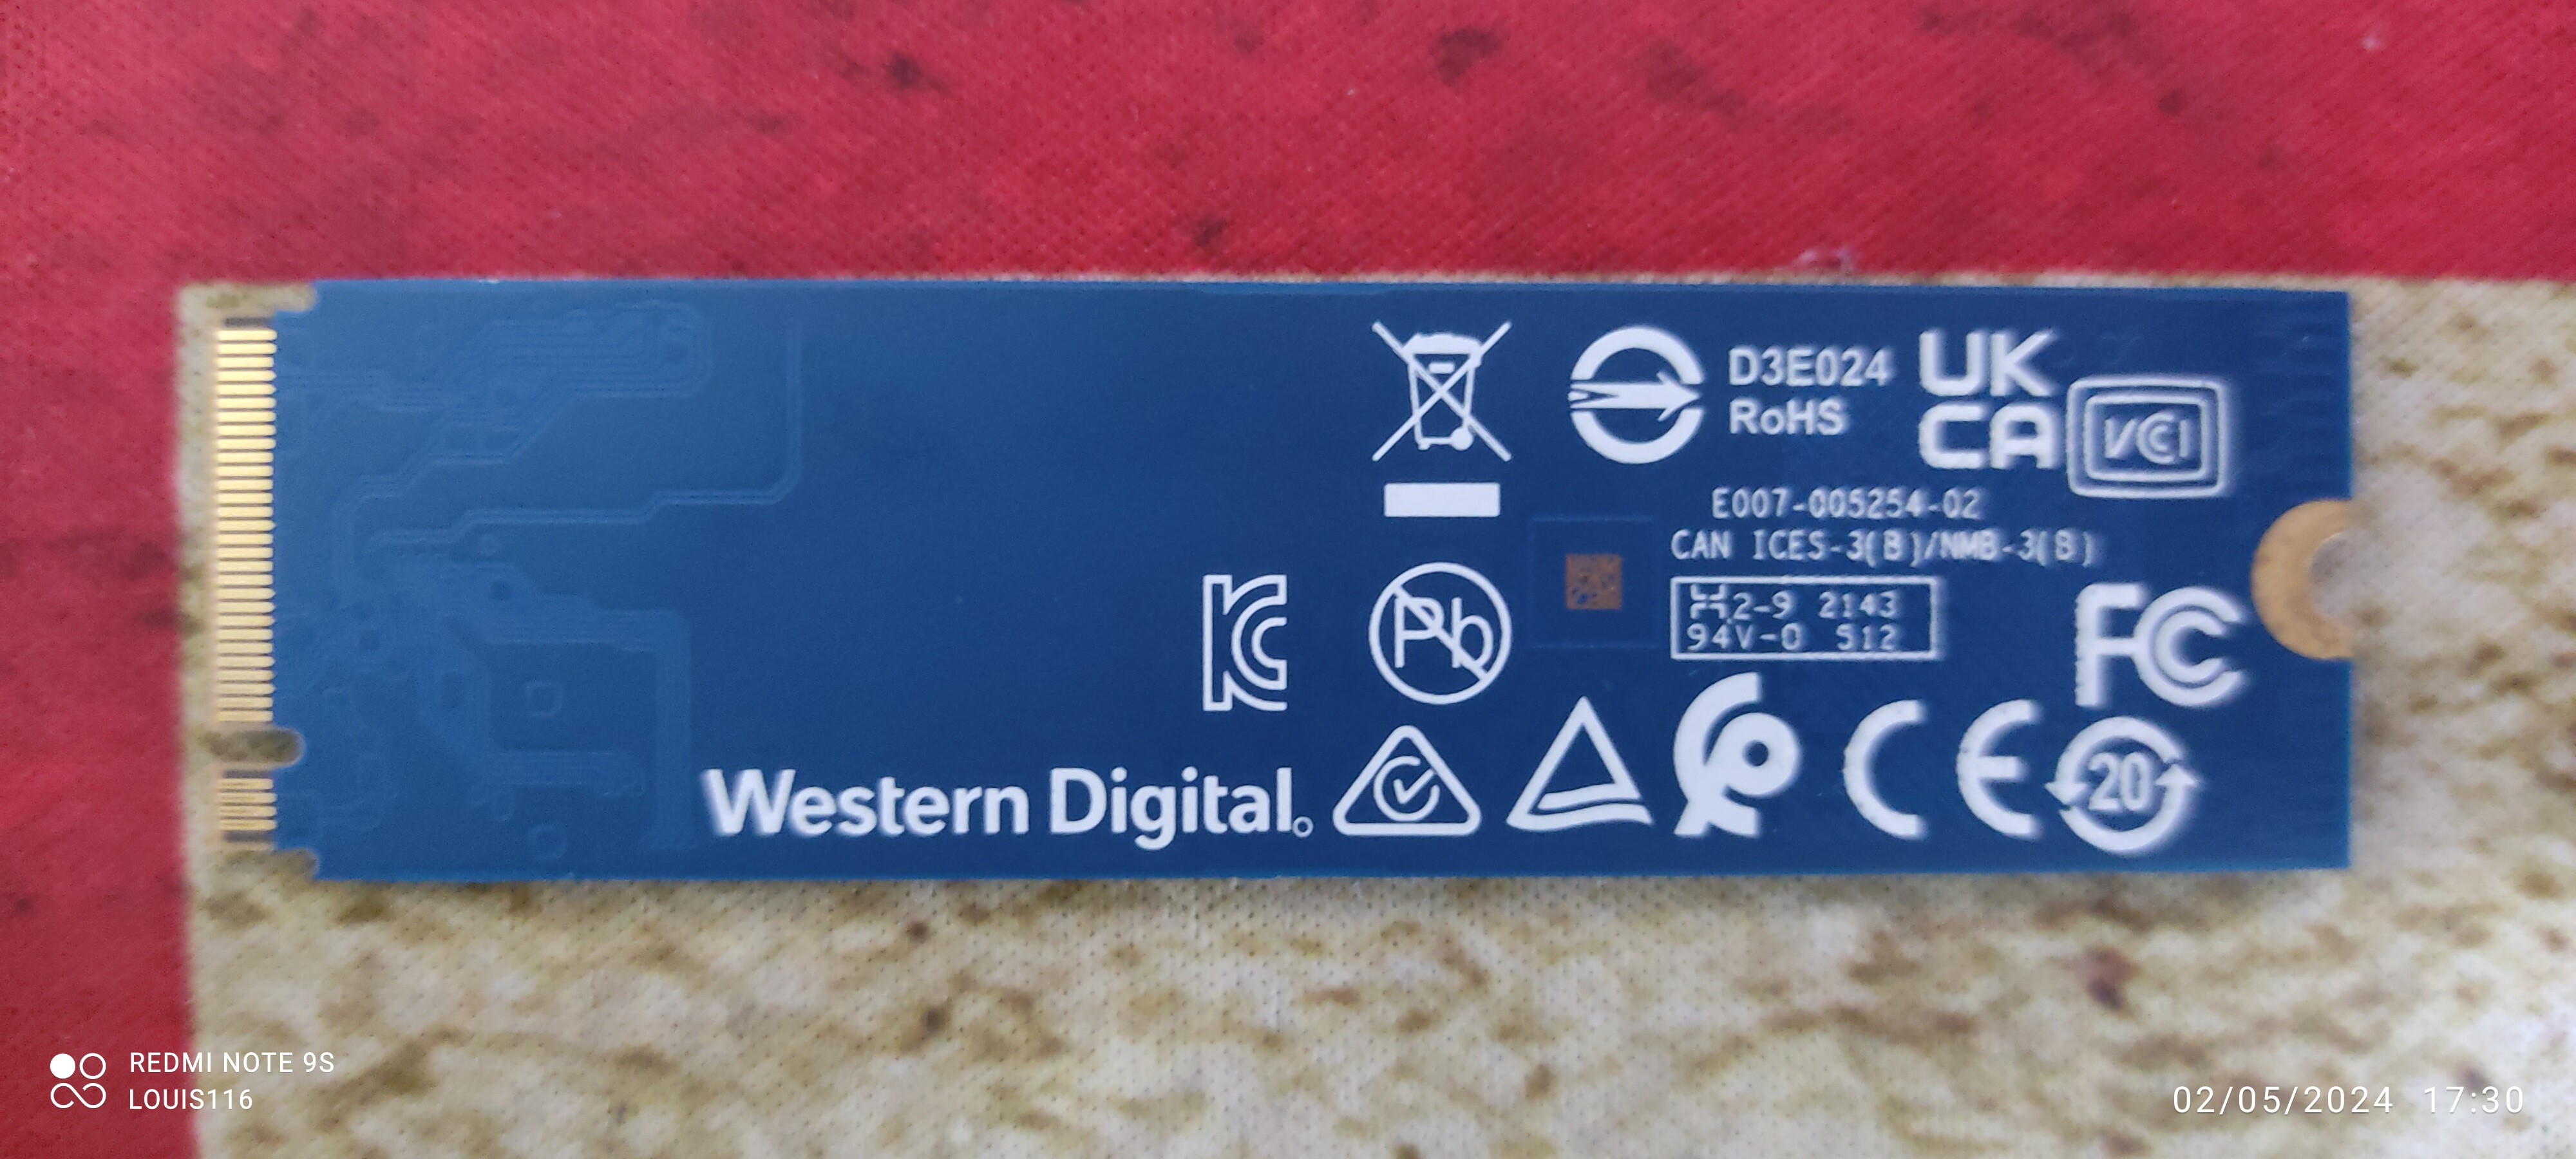 D3E024
RoHS
UK
CA
VCI
E007-005254-02
CAN ICES-3(B)/NMB-3(B)
2-9 2143
94V-0 512
Pb
FC
CE
20
Western Digital
REDMI NOTE 9S
LOUIS116
02/05/2024 17:30